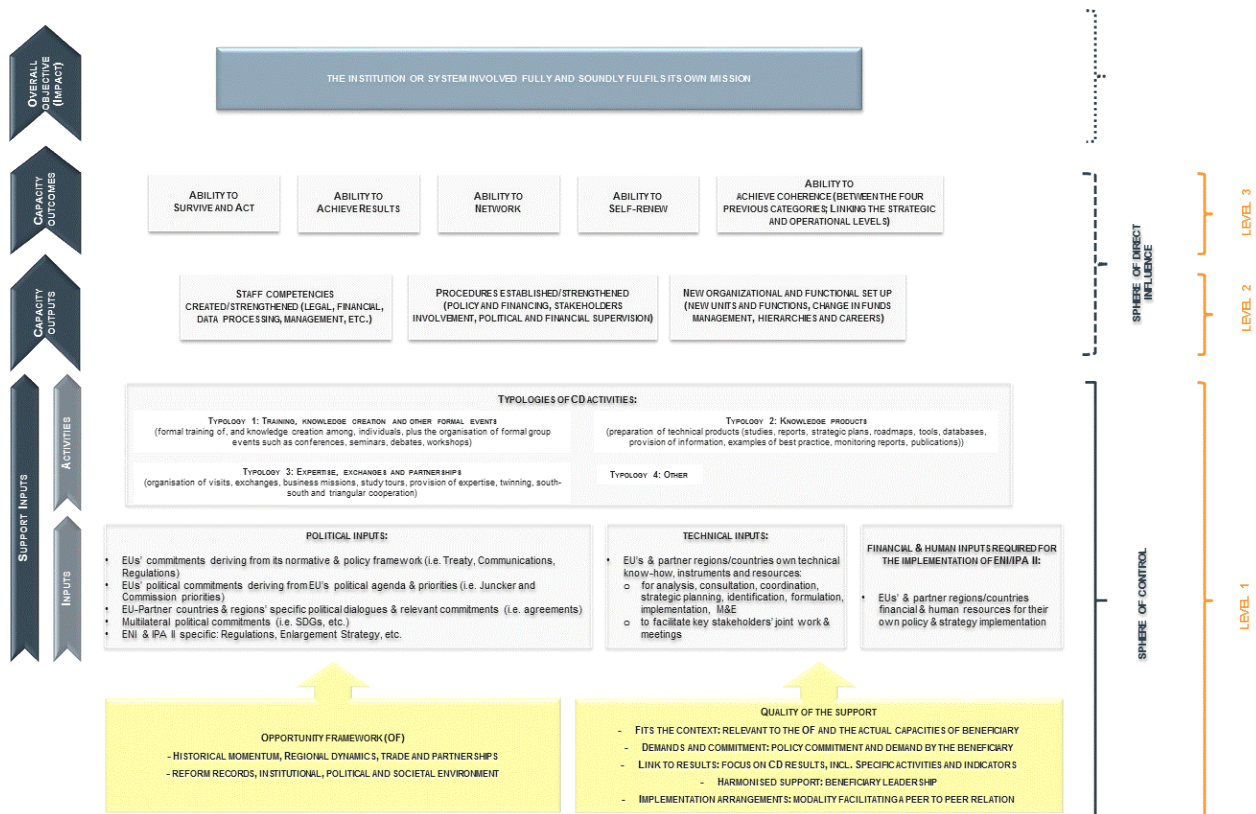 OVERALL
OBJECTIVE
(IMPACT)
THE INSTITUTION OR SYSTEM INVOLVED FULLY AND SOUNDLY FULFILS ITS OWN MISSION
CAPACITY
OUTCOMES
ABILITY TO
SURVIVE AND ACT
ABILITY TO
ACHIEVE RESULTS
ABILITY TO
NETWORK
ABILITY TO
SELF-RENEW
ABILITY TO
ACHIEVE COHERENCE (BETWEEN THE FOUR
PREVIOUS CATEGORIES; LINKING THE STRATEGIC
AND OPERATIONAL LEVELS)
LEVEL 3
SPHERE OF DIRECT
INFLUENCE
CAPACITY
OUTPUTS
STAFF COMPETENCIES
CREATED/STRENGTHENED (LEGAL, FINANCIAL,
DATA PROCESSING, MANAGEMENT, ETC.)
PROCEDURES ESTABLISHED/STRENGTHENED
(POLICY AND FINANCING, STAKEHOLDERS
INVOLVEMENT, POLITICAL AND FINANCIAL SUPERVISION)
NEW ORGANIZATIONAL AND FUNCTIONAL SET UP
(NEW UNITS AND FUNCTIONS, CHANGE IN FUNDS
MANAGEMENT, HIERARCHIES AND CAREERS)
LEVEL 2
SUPPORT INPUTS
ACTIVITIES
TYPOLOGIES OF CD ACTIVITIES:
TYPOLOGY 1: TRAINING, KNOWLEDGE CREATION AND OTHER FORMAL EVENTS
(formal training of, and knowledge creation among, individuals, plus the organisation of formal group
events such as conferences, seminars, debates, workshops)
TYPOLOGY 2: KNOWLEDGE PRODUCTS
(preparation of technical products (studies, reports, strategic plans, roadmaps, tools, databases,
provision of information, examples of best practice, monitoring reports, publications))
TYPOLOGY 3: EXPERTISE, EXCHANGES AND PARTNERSHIPS
(organisation of visits, exchanges, business missions, study tours, provision of expertise, twinning, south-
south and triangular cooperation)
TYPOLOGY 4: OTHER
INPUTS
POLITICAL INPUTS:
• EUs' commitments deriving from its normative & policy framework (i.e. Treaty, Communications,
Regulations)
• EUs' political commitments deriving from EU's political agenda & priorities (i.e. Juncker and
Commission priorities)
• EU-Partner countries & regions' specific political dialogues & relevant commitments (i.e. agreements)
• Multilateral political commitments (i.e. SDGs, etc.)
• ENI & IPA II specific: Regulations, Enlargement Strategy, etc.
TECHNICAL INPUTS:
• EU's & partner regions/countries own technical
know–how, instruments and resources:
o for analysis, consultation, coordination,
strategic planning, identification, formulation,
implementation, M&E
o to facilitate key stakeholders' joint work &
meetings
FINANCIAL & HUMAN INPUTS REQUIRED FOR
THE IMPLEMENTATION OF ENI/IPA II:
• EUs' & partner regions/countries
financial & human resources for their
own policy & strategy implementation
SPHERE OF CONTROL
LEVEL 1
OPPORTUNITY FRAMEWORK (OF)
- HISTORICAL MOMENTUM, REGIONAL DYNAMICS, TRADE AND PARTNERSHIPS
- REFORM RECORDS, INSTITUTIONAL, POLITICAL AND SOCIETAL ENVIRONMENT
QUALITY OF THE SUPPORT
- FITS THE CONTEXT: RELEVANT TO THE OF AND THE ACTUAL CAPACITIES OF BENEFICIARY
- DEMANDS AND COMMITMENT: POLICY COMMITMENT AND DEMAND BY THE BENEFICIARY
- LINK TO RESULTS: FOCUS ON CD RESULTS, INCL. SPECIFIC ACTIVITIES AND INDICATORS
- HARMONISED SUPPORT: BENEFICIARY LEADERSHIP
- IMPLEMENTATION ARRANGEMENTS: MODALITY FACILITATING A PEER TO PEER RELATION